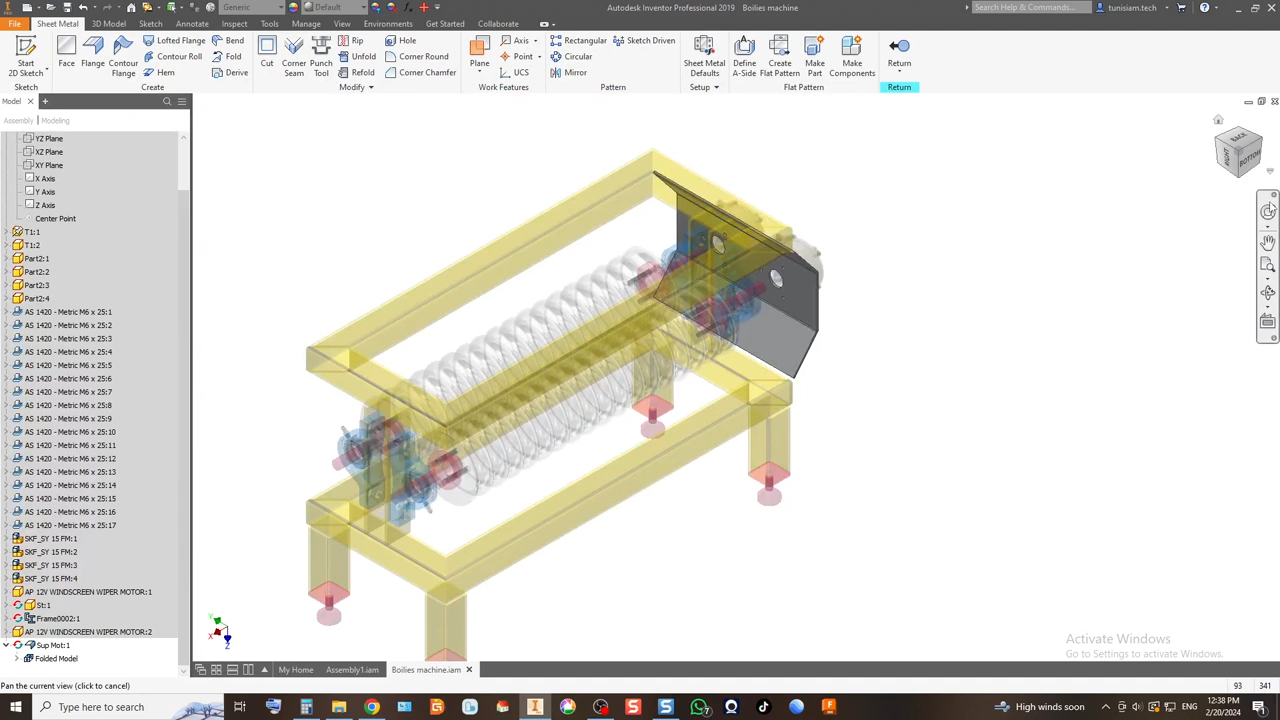 Generic
Default
Autodesk Inventor Professional 2019
Search Help & Commands...
tunisiam.tech
File
Sheet Metal
3D Model
Sketch
Annotate
Inspect
Tools
Manage
View
Environments
Get Started
Collaborate
Start
2D Sketch
Face
Flange
Contour
Flange
Lofted Flange
Contour Roll
Hem
Bend
Fold
Derive
Cut
Corner
Seam
Punch
Tool
Rip
Unfold
Refold
Hole
Corner Round
Corner Chamfer
Plane
Axis
Point
UCS
Rectangular
Circular
Mirror
Sketch Driven
Sheet Metal
Defaults
Define
A-Side
Create
Flat Pattern
Make
Part
Make
Components
Return
Sketch
Create
Modify
Work Features
Pattern
Setup
Flat Pattern
Return
Model
Assembly
Modeling
YZ Plane
XZ Plane
XY Plane
X Axis
Y Axis
Z Axis
Center Point
T1:1
T1:2
Part2:1
Part2:2
Part2:3
Part2:4
AS 1420 - Metric M6 x 25:1
AS 1420 - Metric M6 x 25:2
AS 1420 - Metric M6 x 25:3
AS 1420 - Metric M6 x 25:4
AS 1420 - Metric M6 x 25:5
AS 1420 - Metric M6 x 25:6
AS 1420 - Metric M6 x 25:7
AS 1420 - Metric M6 x 25:8
AS 1420 - Metric M6 x 25:9
AS 1420 - Metric M6 x 25:10
AS 1420 - Metric M6 x 25:11
AS 1420 - Metric M6 x 25:12
AS 1420 - Metric M6 x 25:13
AS 1420 - Metric M6 x 25:14
AS 1420 - Metric M6 x 25:15
AS 1420 - Metric M6 x 25:16
AS 1420 - Metric M6 x 25:17
SKF_SY 15 FM:1
SKF_SY 15 FM:2
SKF_SY 15 FM:3
SKF_SY 15 FM:4
AP 12V WINDSCREEN WIPER MOTOR:1
St:1
Frame0002:1
AP 12V WINDSCREEN WIPER MOTOR:2
Sup Mot:1
Folded Model
BACK
RIGHT
BOTTOM
Y
X
Z
Activate Windows
Go to Settings to activate Windows.
My Home
Assembly1.iam
Boilies machine.iam
Pan the current view (click to cancel)
93
341
Type here to search
High winds soon
12:38 PM
2/20/2024